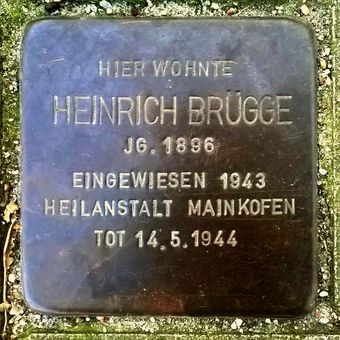 HIER WOHNTE
HEINRICH BRÜGGE
JG. 1896
EINGEWIESEN 1943
HEILANSTALT MAINKOFEN
TOT 14.5.1944